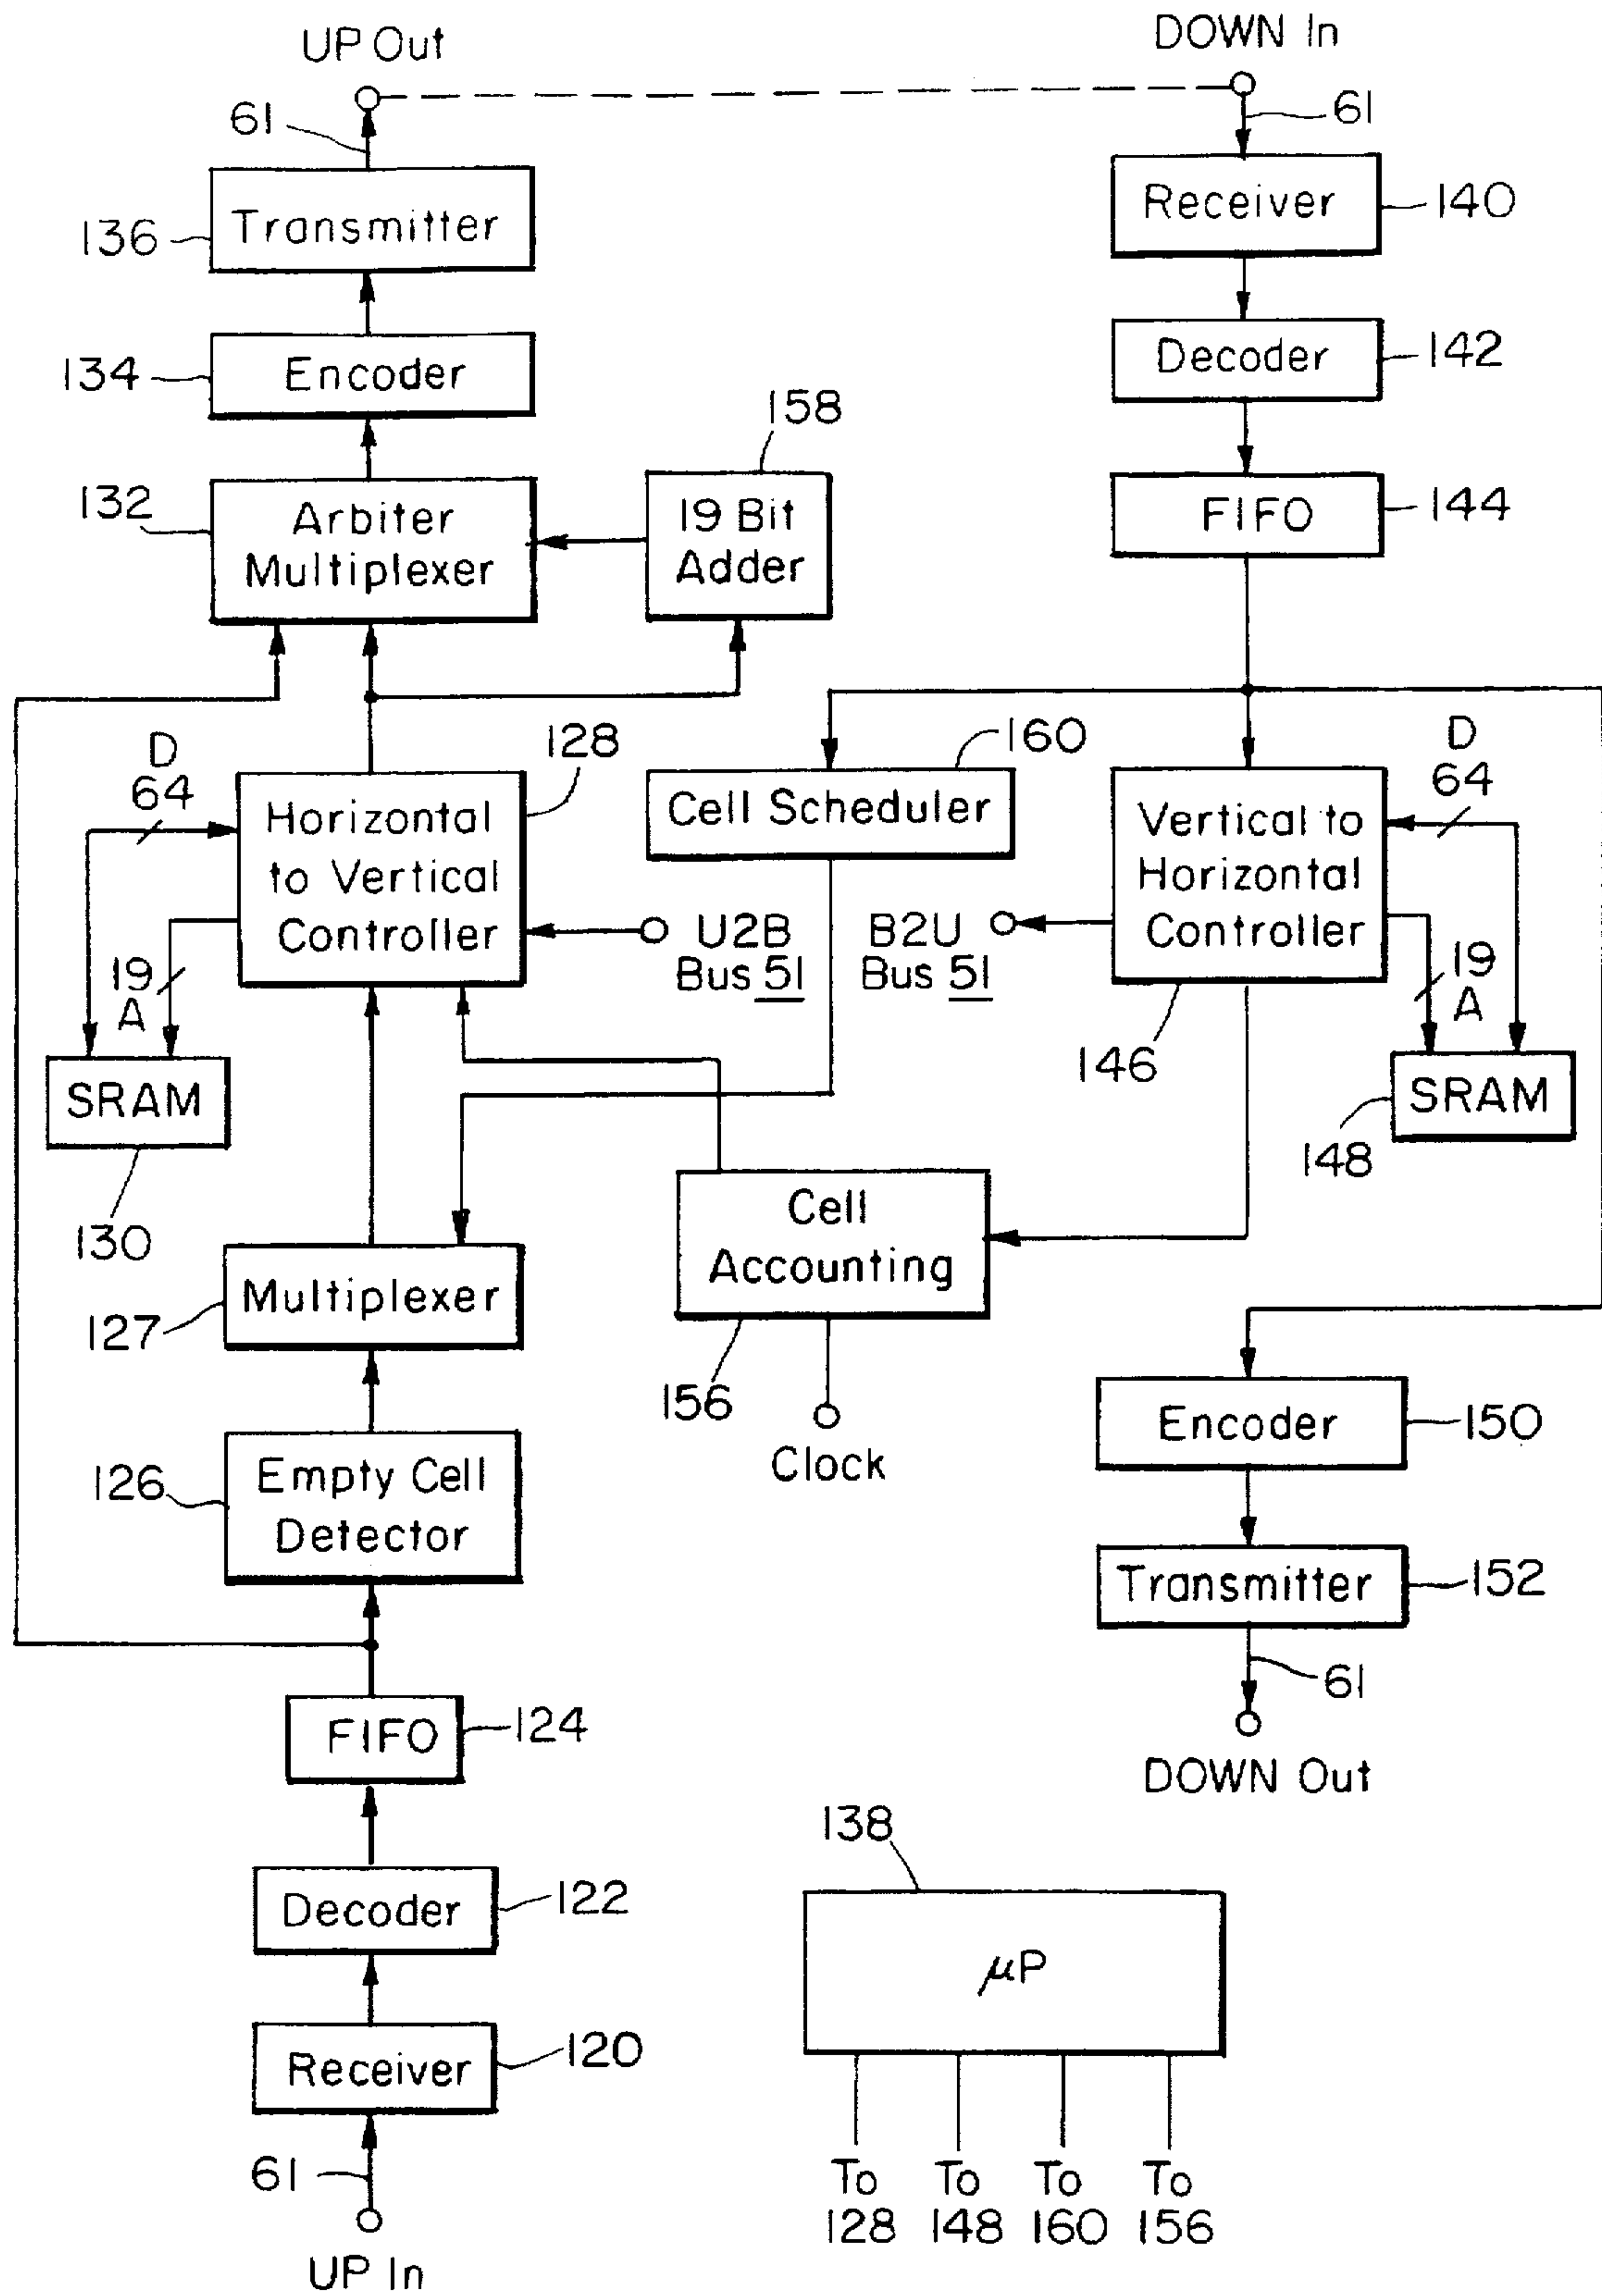 UP Out
DOWN In
61
61
Transmitter
136
Receiver
140
Encoder
134
Decoder
142
158
132
Arbiter
Multiplexer
19 Bit
Adder
FIFO
144
D
64
128
Horizontal
to Vertical
Controller
160
Cell Scheduler
Vertical to
Horizontal
Controller
D
64
U2B
Bus 51
B2U
Bus 51
19
A
19
A
SRAM
130
146
SRAM
148
Cell
Accounting
156
Clock
Multiplexer
127
Encoder
150
126
Empty Cell
Detector
Transmitter
152
61
DOWN Out
FIFO
124
138
µP
Decoder
122
Receiver
120
To
128
To
148
To
160
To
156
61
UP In